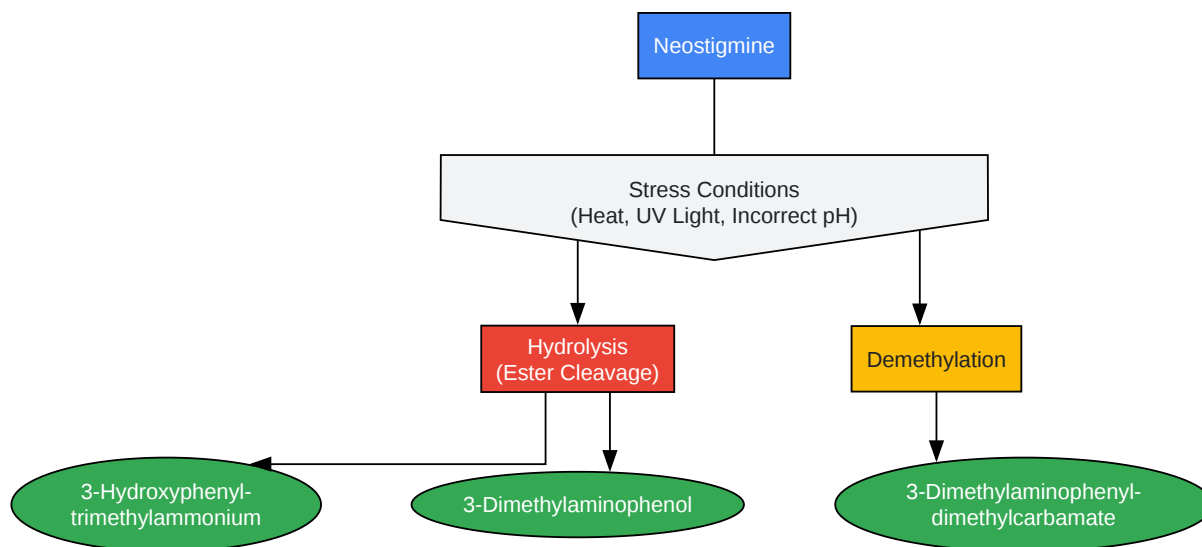 Neostigmine
Stress Conditions
(Heat, UV Light, Incorrect pH)
Hydrolysis
(Ester Cleavage)
Demethylation
3-Hydroxyphenyl-
trimethylammonium
3-Dimethylaminophenol
3-Dimethylaminophenyl-
dimethylcarbamate